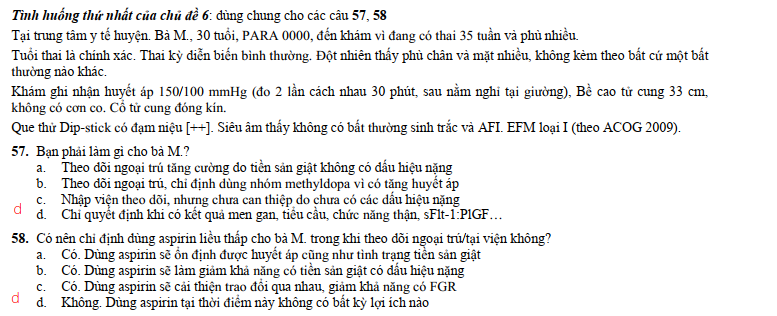 Tình huống thứ nhất của chủ đề 6: dùng chung cho các câu 57, 58
Tại trung tâm y tế huyện. Bà M., 30 tuổi, PARA 0000, đến khám vì đang có thai 35 tuần và phù nhiều.
Tuổi thai là chính xác. Thai kỳ diễn biến bình thường. Đột nhiên thấy phù chân và mặt nhiều, không kèm theo bất cứ một bất
thường nào khác.
Khám ghi nhận huyết áp 150/100 mmHg (đo 2 lần cách nhau 30 phút, sau nằm nghỉ tại giường), Bề cao tử cung 33 cm,
không có cơn co. Cổ tử cung đóng kín.
Que thử Dip-stick có đạm niệu [++]. Siêu âm thấy không có bất thường sinh trắc và AFI. EFM loại I (theo ACOG 2009).
57. Bạn phải làm gì cho bà M.?
a. Theo dõi ngoại trú tăng cường do tiền sản giật không có dấu hiệu nặng
b. Theo dõi ngoại trú, chỉ định dùng nhóm methyldopa vì có tăng huyết áp
c. Nhập viện theo dõi, nhưng chưa can thiệp do chưa có các dấu hiệu nặng
d d. Chỉ quyết định khi có kết quả men gan, tiểu cầu, chức năng thận, sFlt-1:PlGF…
58. Có nên chỉ định dùng aspirin liều thấp cho bà M. trong khi theo dõi ngoại trú/tại viện không?
a. Có. Dùng aspirin sẽ ổn định được huyết áp cũng như tình trạng tiền sản giật
b. Có. Dùng aspirin sẽ làm giảm khả năng có tiền sản giật có dấu hiệu nặng
c. Có. Dùng aspirin sẽ cải thiện trao đổi qua nhau, giảm khả năng có FGR
d d. Không. Dùng aspirin tại thời điểm này không có bất kỳ lợi ích nào